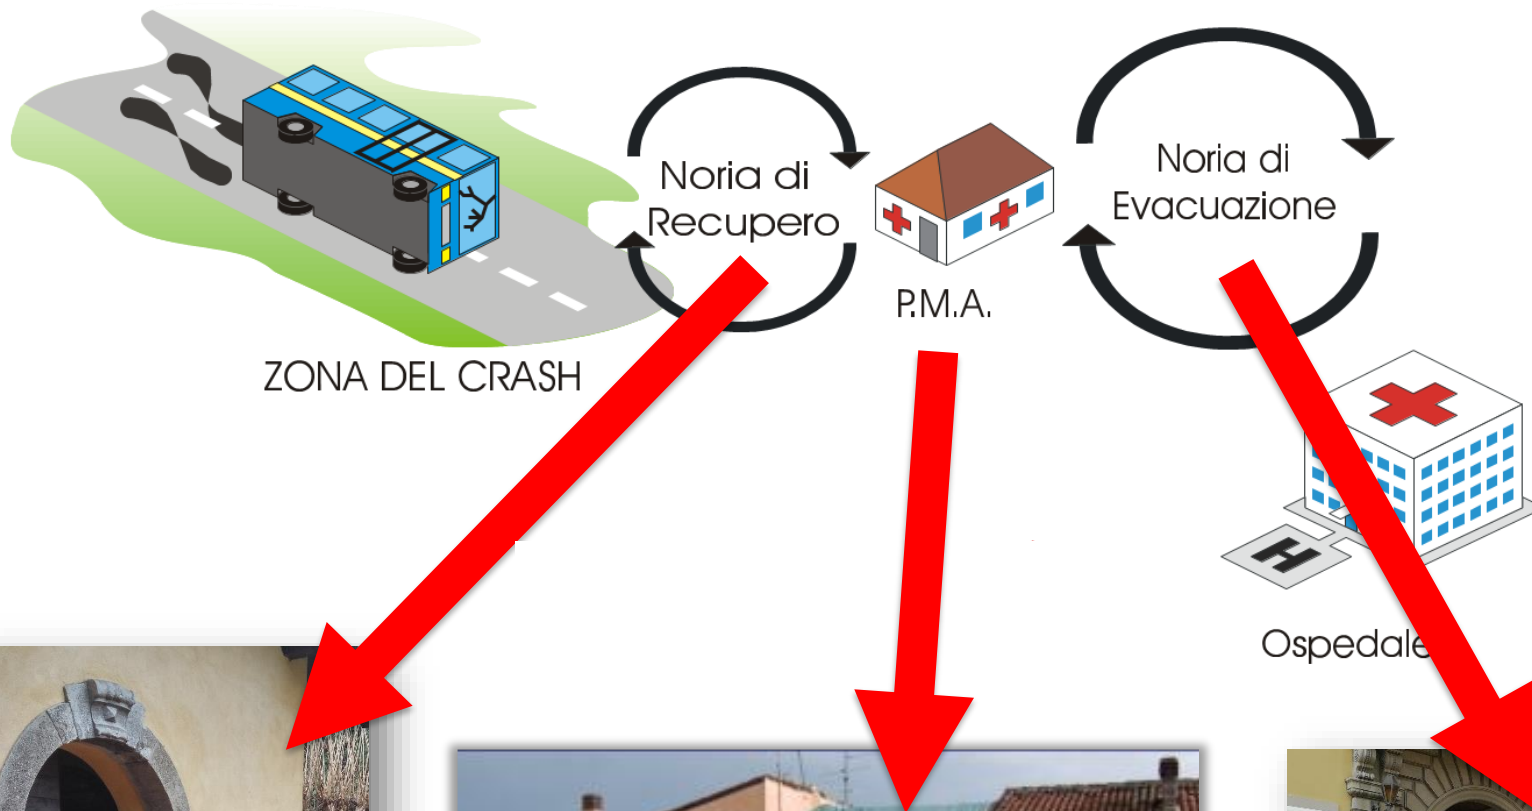 Noria di
Recupero
P.M.A.
Noria di
Evacuazione
ZONA DEL CRASH
H
Ospedale